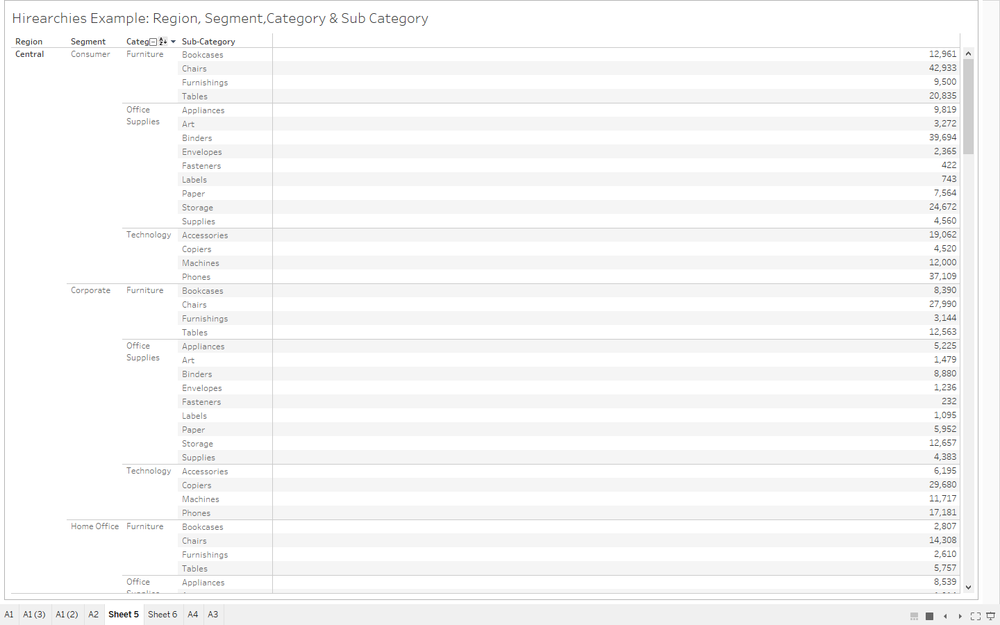 Hirearchies Example: Region, Segment,Category & Sub Category
Region Segment Categ Sub-Category
Central Consumer Furniture Bookcases 12,961
Chairs 42,933
Furnishings 9,500
Tables 20,835
Office Supplies Appliances 9,819
Art 3,272
Binders 39,694
Envelopes 2,365
Fasteners 422
Labels 743
Paper 7,564
Storage 24,672
Supplies 4,560
Technology Accessories 19,062
Copiers 4,520
Machines 12,000
Phones 37,109
Corporate Furniture Bookcases 8,390
Chairs 27,990
Furnishings 3,144
Tables 12,563
Office Supplies Appliances 5,225
Art 1,479
Binders 8,880
Envelopes 1,236
Fasteners 232
Labels 1,095
Paper 5,952
Storage 12,657
Supplies 4,383
Technology Accessories 6,195
Copiers 29,680
Machines 11,717
Phones 17,181
Home Office Furniture Bookcases 2,807
Chairs 14,308
Furnishings 2,610
Tables 5,757
Office Appliances 8,539
A1 A1 (3) A1 (2) A2 Sheet 5 Sheet 6 A4 A3